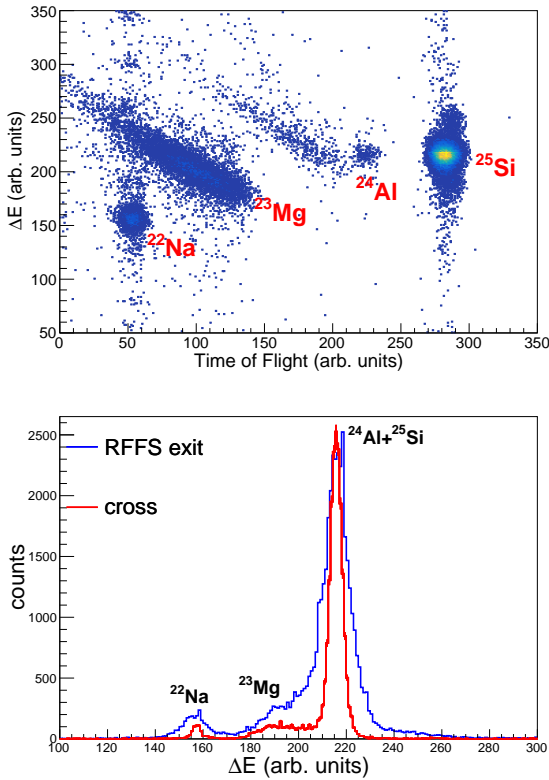 350
300
250
200
150
100
50
ΔE (arb. units)
²²Na
²³Mg
²⁴Al
²⁵Si
0 50 100 150 200 250 300 350
Time of Flight (arb. units)
2500
2000
1500
1000
500
0
counts
RFFS exit
cross
²²Na
²³Mg
²⁴Al+²⁵Si
100 120 140 160 180 200 220 240 260 280 300
ΔE (arb. units)